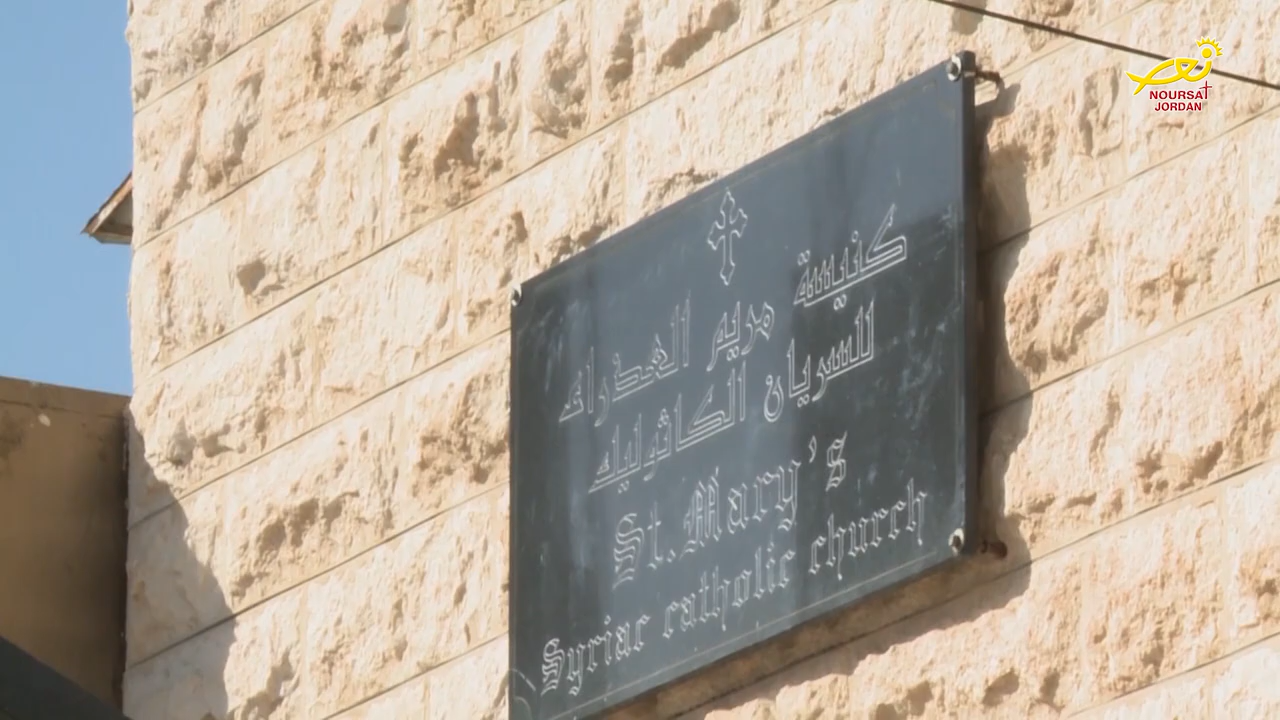 كنيسة مريم العذراء
للسريان الكاثوليك
St. Mary's
Syriac catholic church
NOURSAT
JORDAN